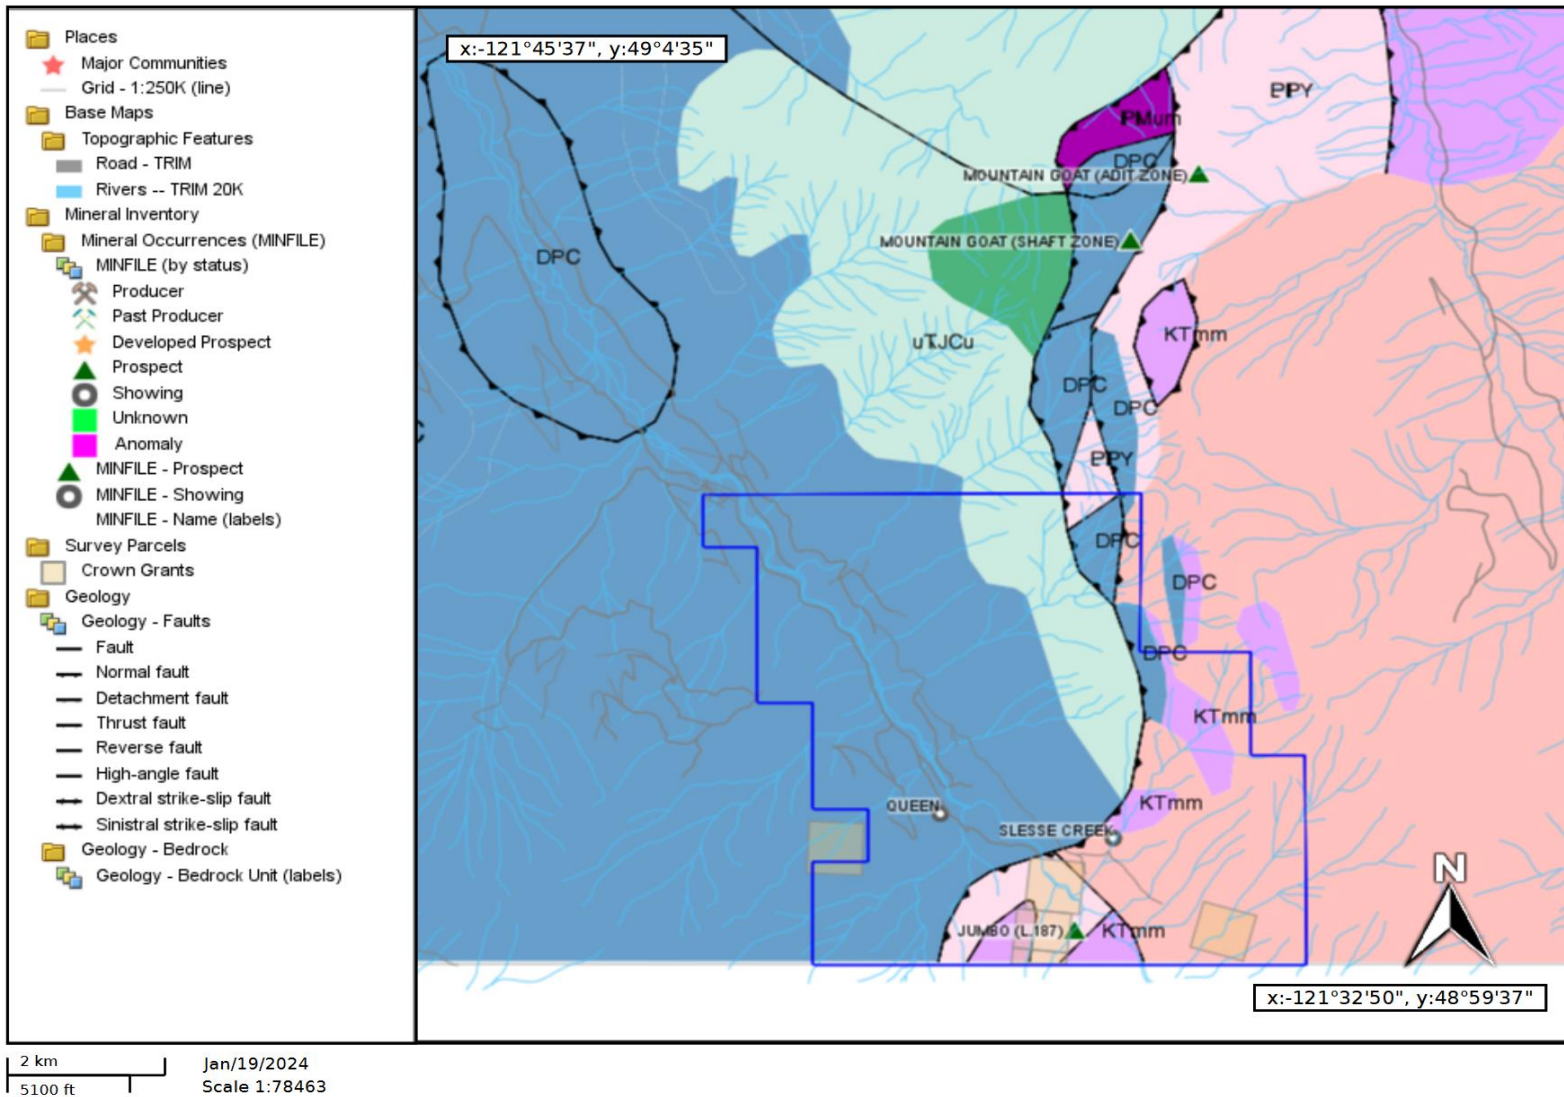 Places
Major Communities
Grid - 1:250K (line)
Base Maps
Topographic Features
Road - TRIM
Rivers -- TRIM 20K
Mineral Inventory
Mineral Occurrences (MINFILE)
MINFILE (by status)
Producer
Past Producer
Developed Prospect
Prospect
Showing
Unknown
Anomaly
MINFILE - Prospect
MINFILE - Showing
MINFILE - Name (labels)
Survey Parcels
Crown Grants
Geology
Geology - Faults
Fault
Normal fault
Detachment fault
Thrust fault
Reverse fault
High-angle fault
Dextral strike-slip fault
Sinistral strike-slip fault
Geology - Bedrock
Geology - Bedrock Unit (labels)
x:-121°45'37", y:49°4'35"
PPY
PMum
DPC
MOUNTAIN GOAT (ADIT ZONE)
MOUNTAIN GOAT (SHAFT ZONE)
DPC
uTJCu
KTmm
DPC
DPC
C
PPY
DPC
DPC
DPC
KTmm
KTmm
QUEEN
SLESSE CREEK
JUMBO (L.187)
KTmm
N
x:-121°32'50", y:48°59'37"
2 km
5100 ft
Jan/19/2024
Scale 1:78463